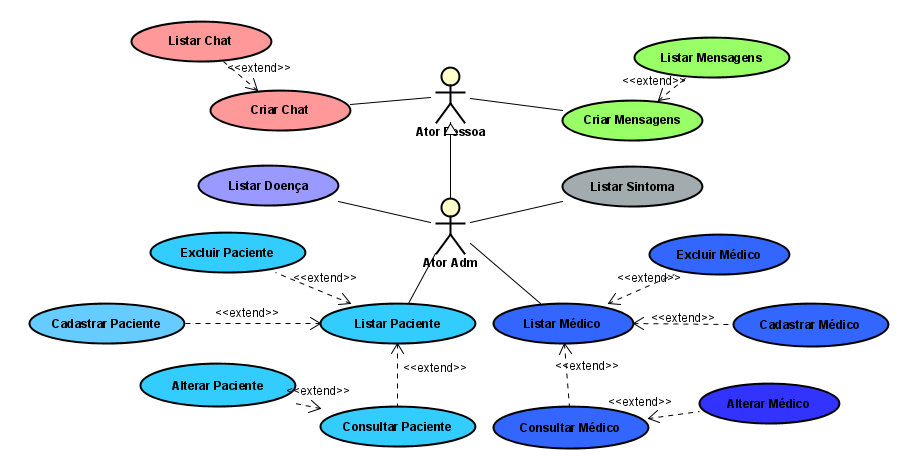 Listar Chat
<<extend>>
Criar Chat
Listar Mensagens
<<extend>>
Criar Mensagens
Ator Pessoa
Listar Doença
Listar Sintoma
Ator Adm
Excluir Paciente
<<extend>>
Excluir Médico
<<extend>>
Cadastrar Paciente
<<extend>>
Listar Paciente
Listar Médico
<<extend>>
Cadastrar Médico
<<extend>>
<<extend>>
Alterar Paciente
<<extend>>
Consultar Paciente
Consultar Médico
<<extend>>
Alterar Médico